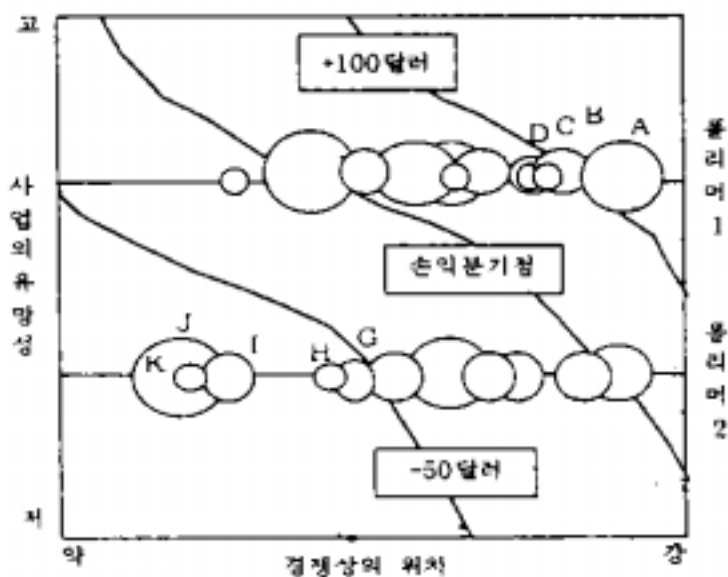 고
+100달러
D C B A
폴리머1
사업의유망성
손익분기점
J
I
G
H
K
폴리머2
-50달러
저
약
경쟁상의 위치
강